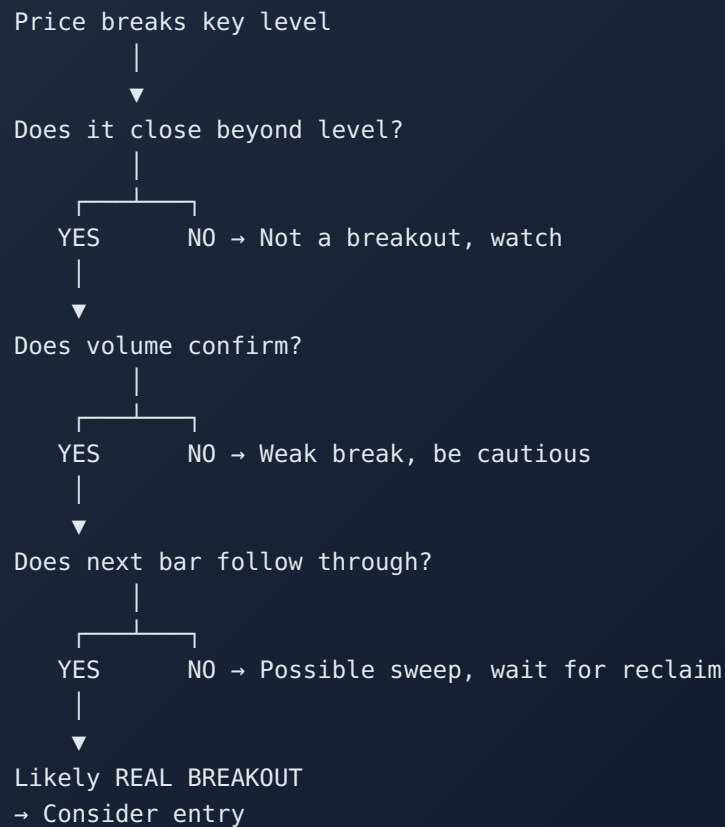 Price breaks key level
│
▼
Does it close beyond level?
│
┌────┴────┐
YES NO → Not a breakout, watch
│
▼
Does volume confirm?
│
┌────┴────┐
YES NO → Weak break, be cautious
│
▼
Does next bar follow through?
│
┌────┴────┐
YES NO → Possible sweep, wait for reclaim
│
▼
Likely REAL BREAKOUT
→ Consider entry